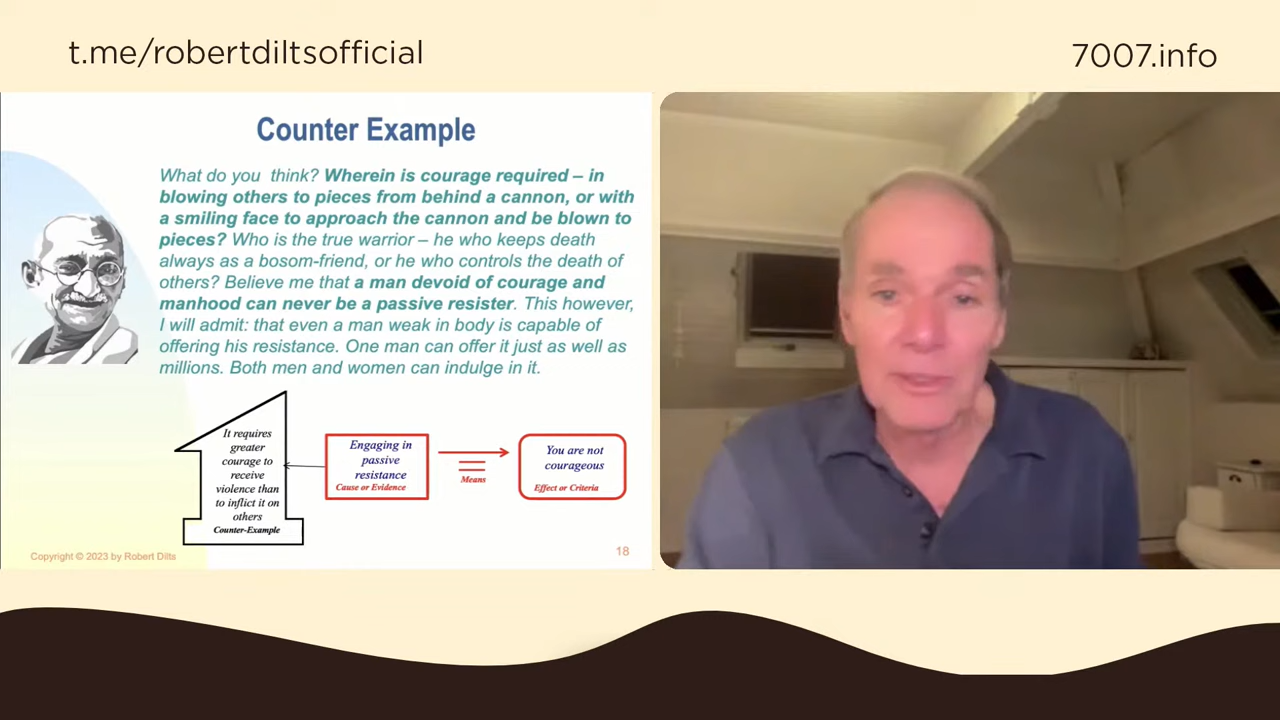 t.me/robertdiltsofficial
7007.info
Counter Example
What do you think? Wherein is courage required – in
blowing others to pieces from behind a cannon, or with
a smiling face to approach the cannon and be blown to
pieces? Who is the true warrior – he who keeps death
always as a bosom-friend, or he who controls the death of
others? Believe me that a man devoid of courage and
manhood can never be a passive resister. This however,
I will admit: that even a man weak in body is capable of
offering his resistance. One man can offer it just as well as
millions. Both men and women can indulge in it.
It requires
greater
courage to
receive
violence than
to inflict it on
others
Counter-Example
Engaging in
passive
resistance
Cause or Evidence
Means
You are not
courageous
Effect or Criteria
Copyright © 2023 by Robert Dilts
18